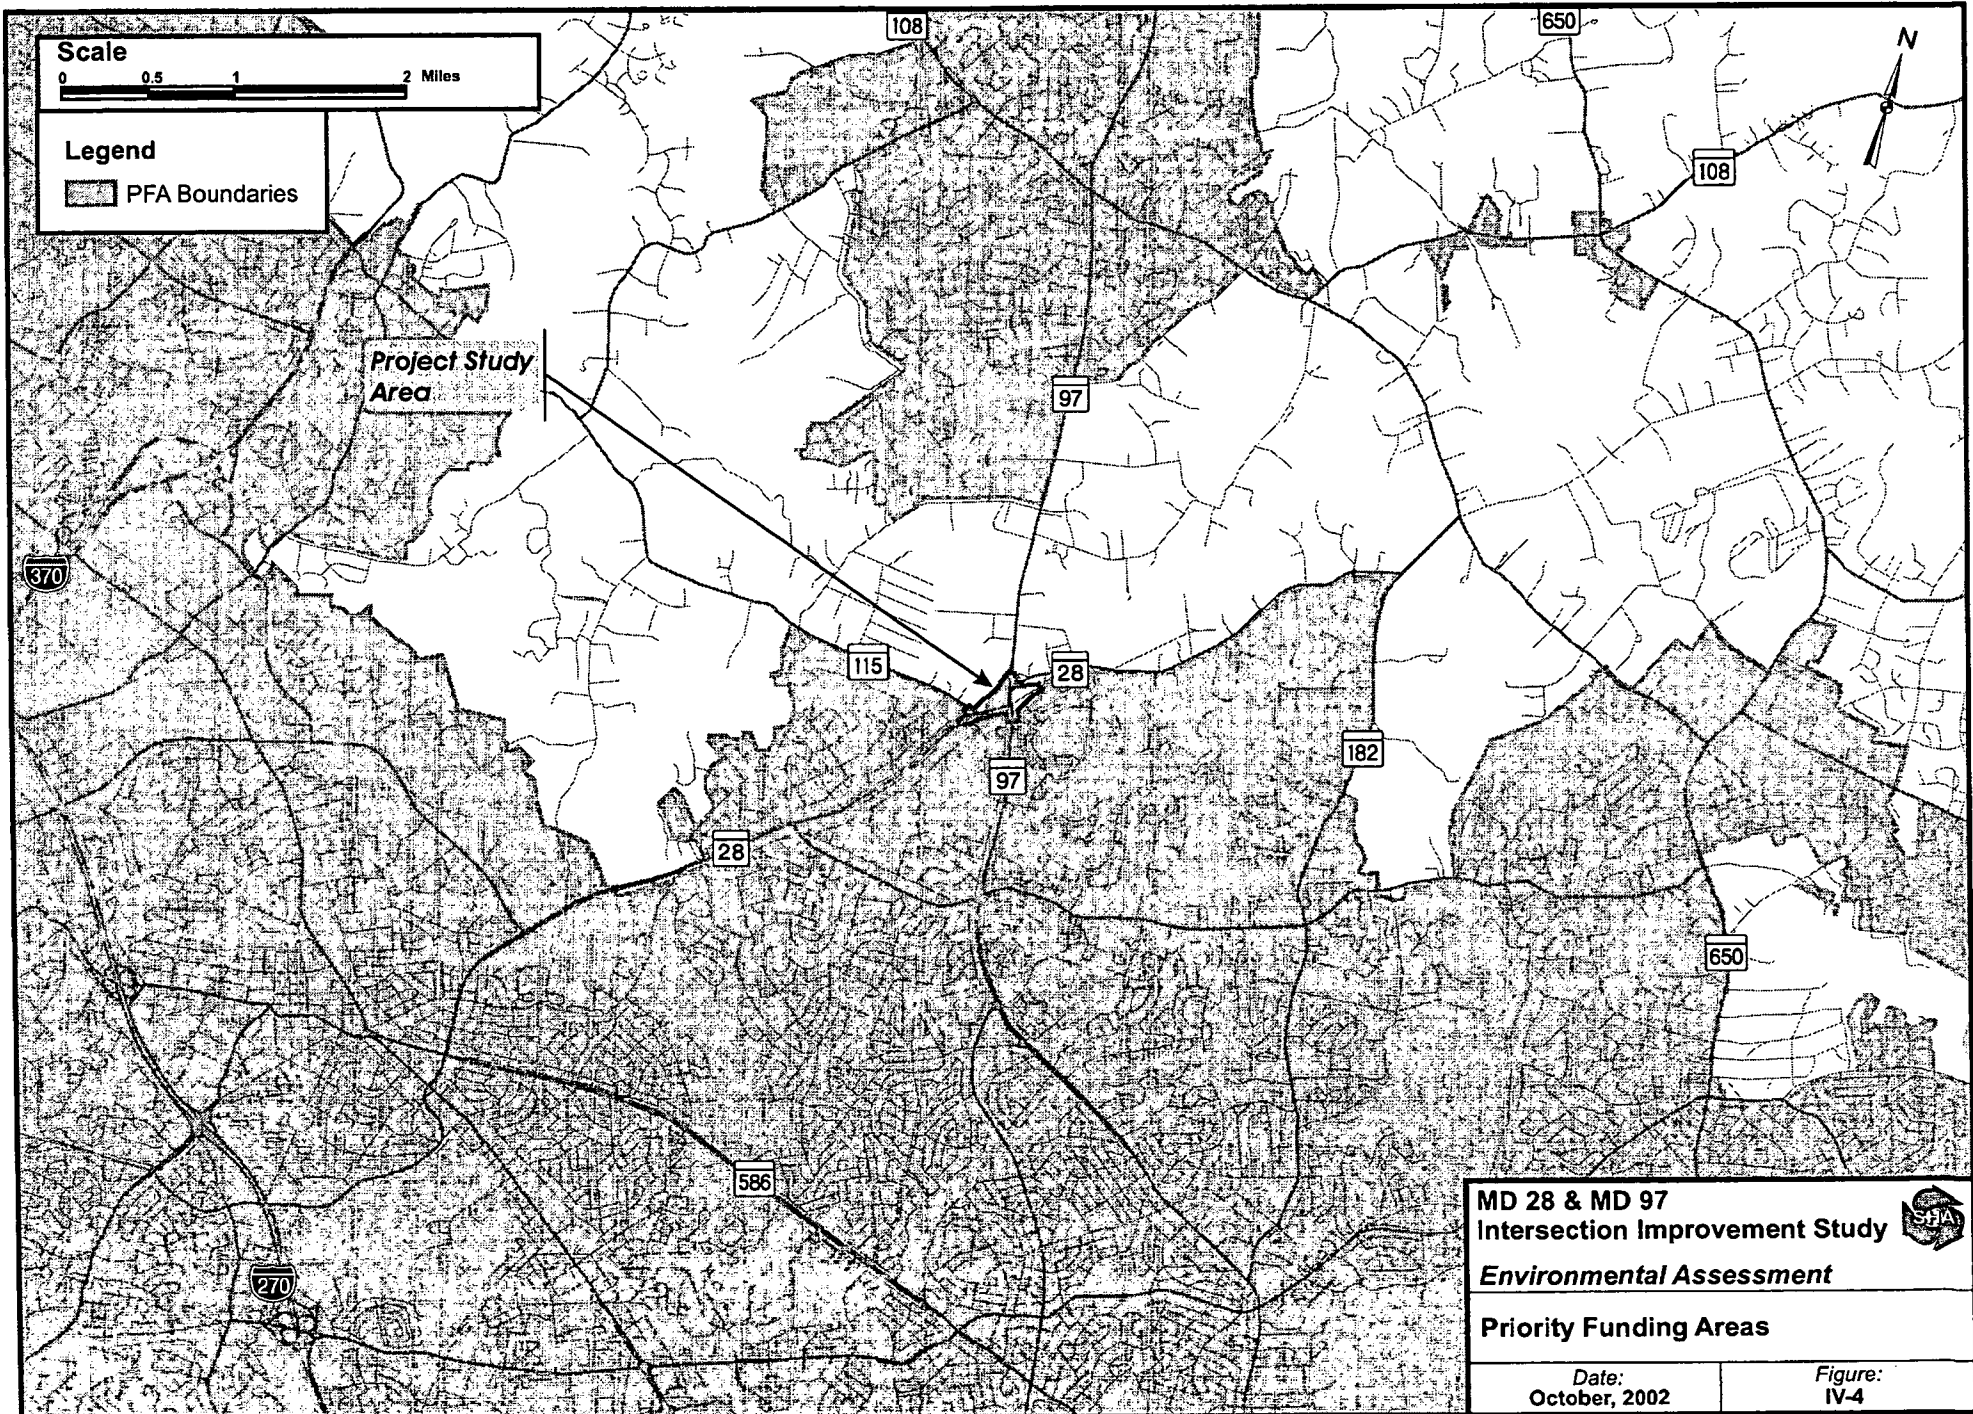 Scale
0 0.5 1 2 Miles
Legend
PFA Boundaries
108
650
N
108
Project Study
Area
97
370
115
28
97
182
28
650
586
270
MD 28 & MD 97
Intersection Improvement Study
SHA
Environmental Assessment
Priority Funding Areas
Date:
October, 2002
Figure:
IV-4